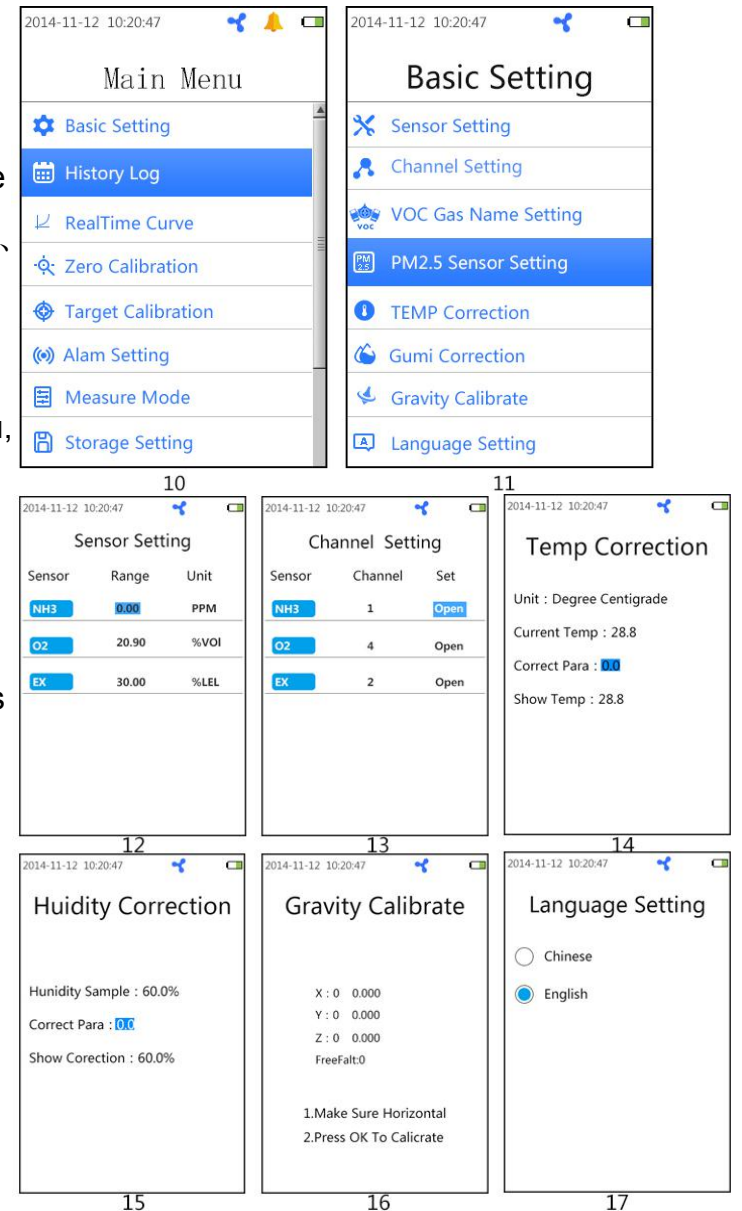 2014-11-12 10:20:47
Main Menu
Basic Setting
History Log
RealTime Curve
Zero Calibration
Target Calibration
Alam Setting
Measure Mode
Storage Setting
10
2014-11-12 10:20:47
Basic Setting
Sensor Setting
Channel Setting
VOC VOC Gas Name Setting
PM 2.5 PM2.5 Sensor Setting
TEMP Correction
Gumi Correction
Gravity Calibrate
A Language Setting
11
e
、
,
s
2014-11-12 10:20:47
Sensor Setting
Sensor Range Unit
NH3 0.00 PPM
O2 20.90 %VOl
EX 30.00 %LEL
12
2014-11-12 10:20:47
Channel Setting
Sensor Channel Set
NH3 1 Open
O2 4 Open
EX 2 Open
13
2014-11-12 10:20:47
Temp Correction
Unit : Degree Centigrade
Current Temp : 28.8
Correct Para : 0.0
Show Temp : 28.8
14
2014-11-12 10:20:47
Huidity Correction
Hunidity Sample : 60.0%
Correct Para : 0.0
Show Corection : 60.0%
15
2014-11-12 10:20:47
Gravity Calibrate
X : 0 0.000
Y : 0 0.000
Z : 0 0.000
FreeFalt:0
1.Make Sure Horizontal
2.Press OK To Calicrate
16
2014-11-12 10:20:47
Language Setting
Chinese
English
17